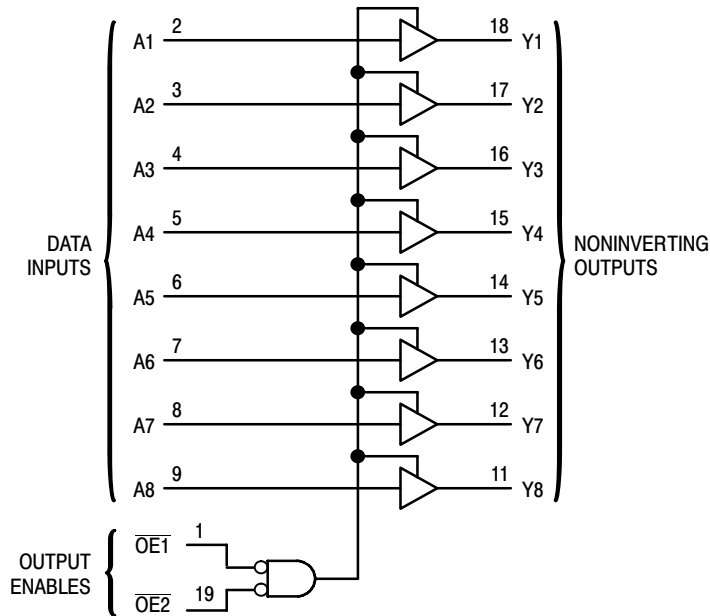 A1 2 18 Y1
A2 3 17 Y2
A3 4 16 Y3
A4 5 15 Y4
DATA
INPUTS
NONINVERTING
OUTPUTS
A5 6 14 Y5
A6 7 13 Y6
A7 8 12 Y7
A8 9 11 Y8
OUTPUT
ENABLES
O̅E̅1̅ 1
O̅E̅2̅ 19